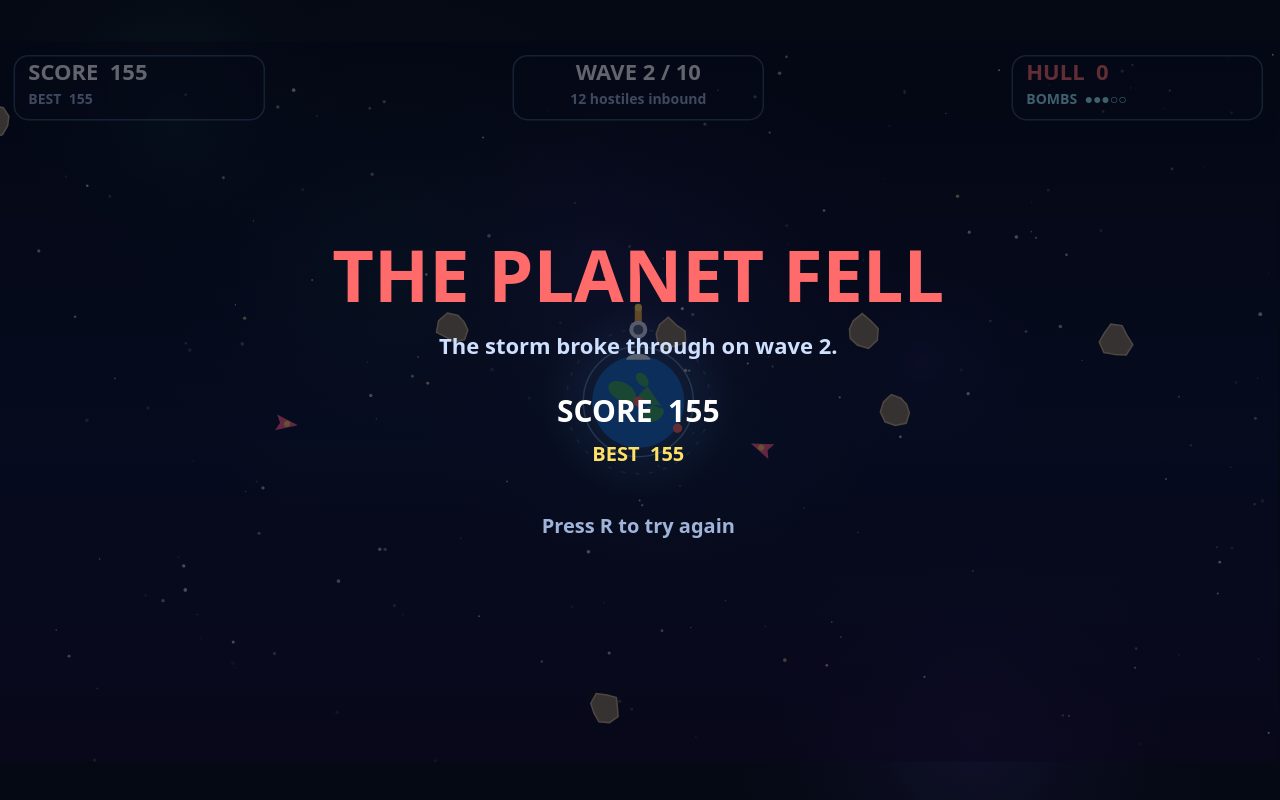 SCORE 155
BEST 155
WAVE 2 / 10
12 hostiles inbound
HULL 0
BOMBS ●●●○○
THE PLANET FELL
The storm broke through on wave 2.
SCORE 155
BEST 155
Press R to try again